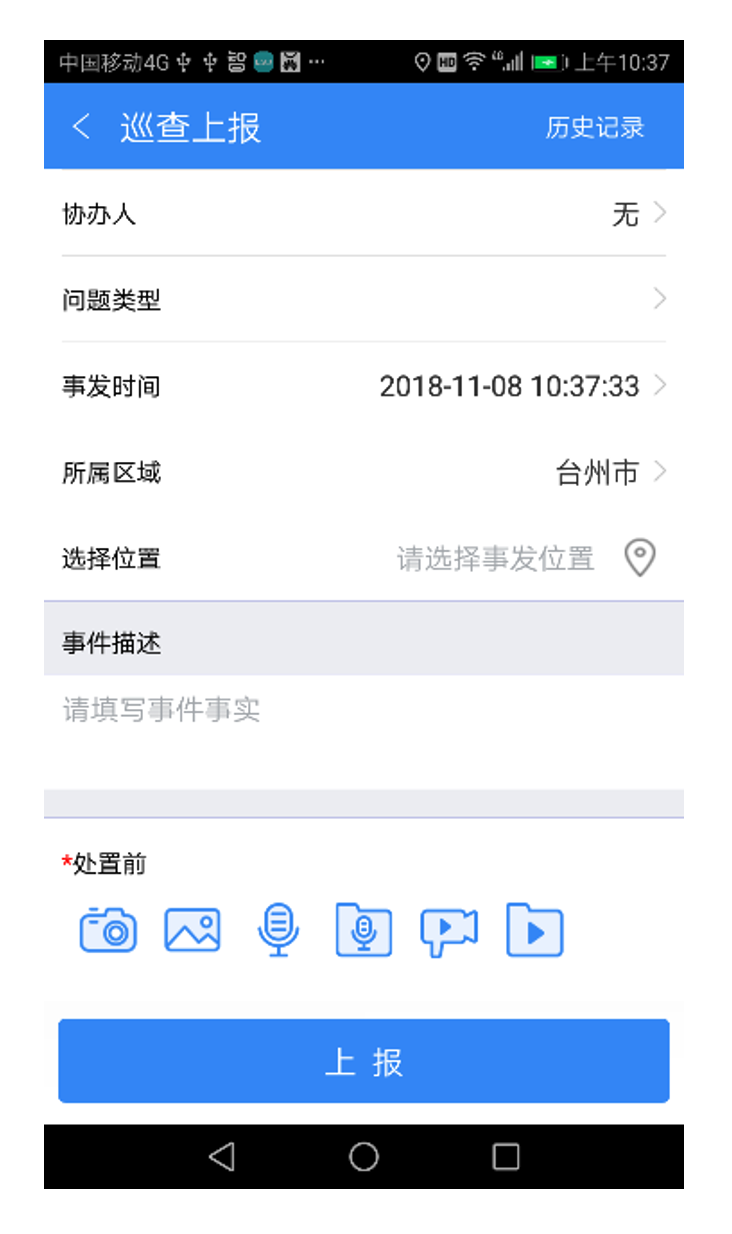 中国移动4G 智 HD 46 上午10:37
巡查上报 历史记录
协办人 无
问题类型
事发时间 2018-11-08 10:37:33
所属区域 台州市
选择位置 请选择事发位置
事件描述
请填写事件事实
*处置前
上 报